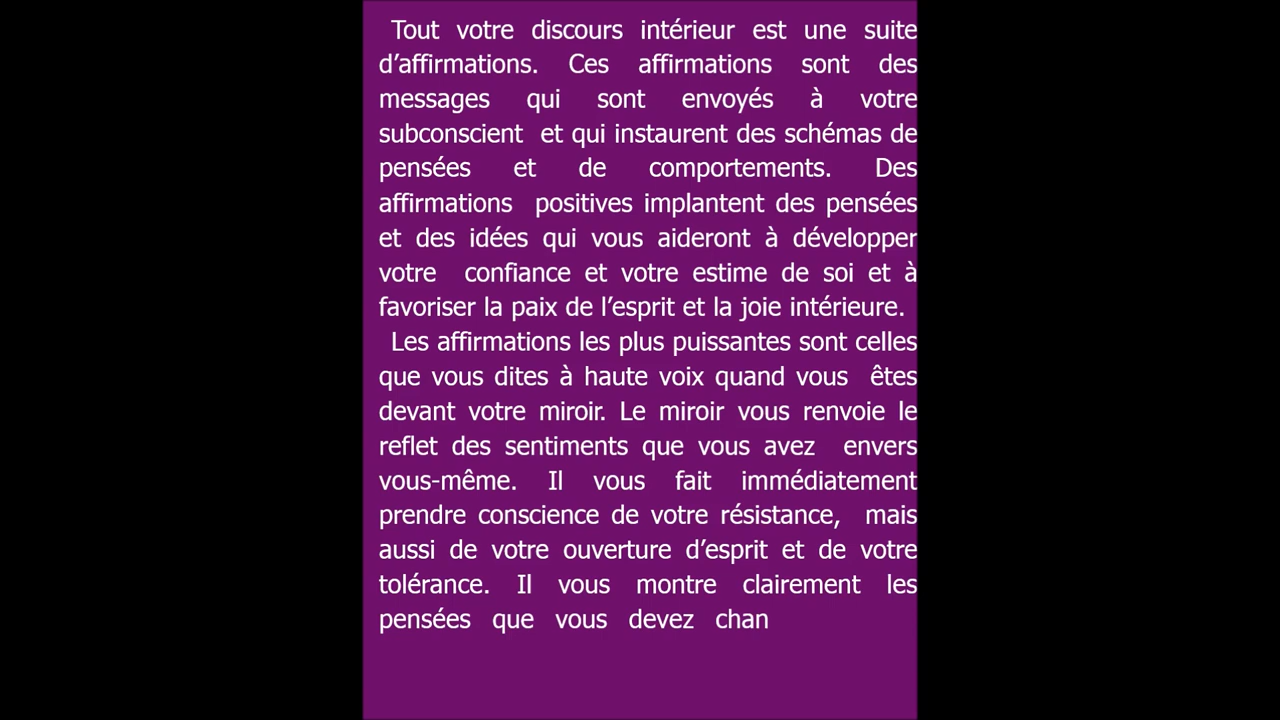 Tout votre discours intérieur est une suite
d’affirmations. Ces affirmations sont des
messages qui sont envoyés à votre
subconscient et qui instaurent des schémas de
pensées et de comportements. Des
affirmations positives implantent des pensées
et des idées qui vous aideront à développer
votre confiance et votre estime de soi et à
favoriser la paix de l’esprit et la joie intérieure.
Les affirmations les plus puissantes sont celles
que vous dites à haute voix quand vous êtes
devant votre miroir. Le miroir vous renvoie le
reflet des sentiments que vous avez envers
vous-même. Il vous fait immédiatement
prendre conscience de votre résistance, mais
aussi de votre ouverture d’esprit et de votre
tolérance. Il vous montre clairement les
pensées que vous devez chan